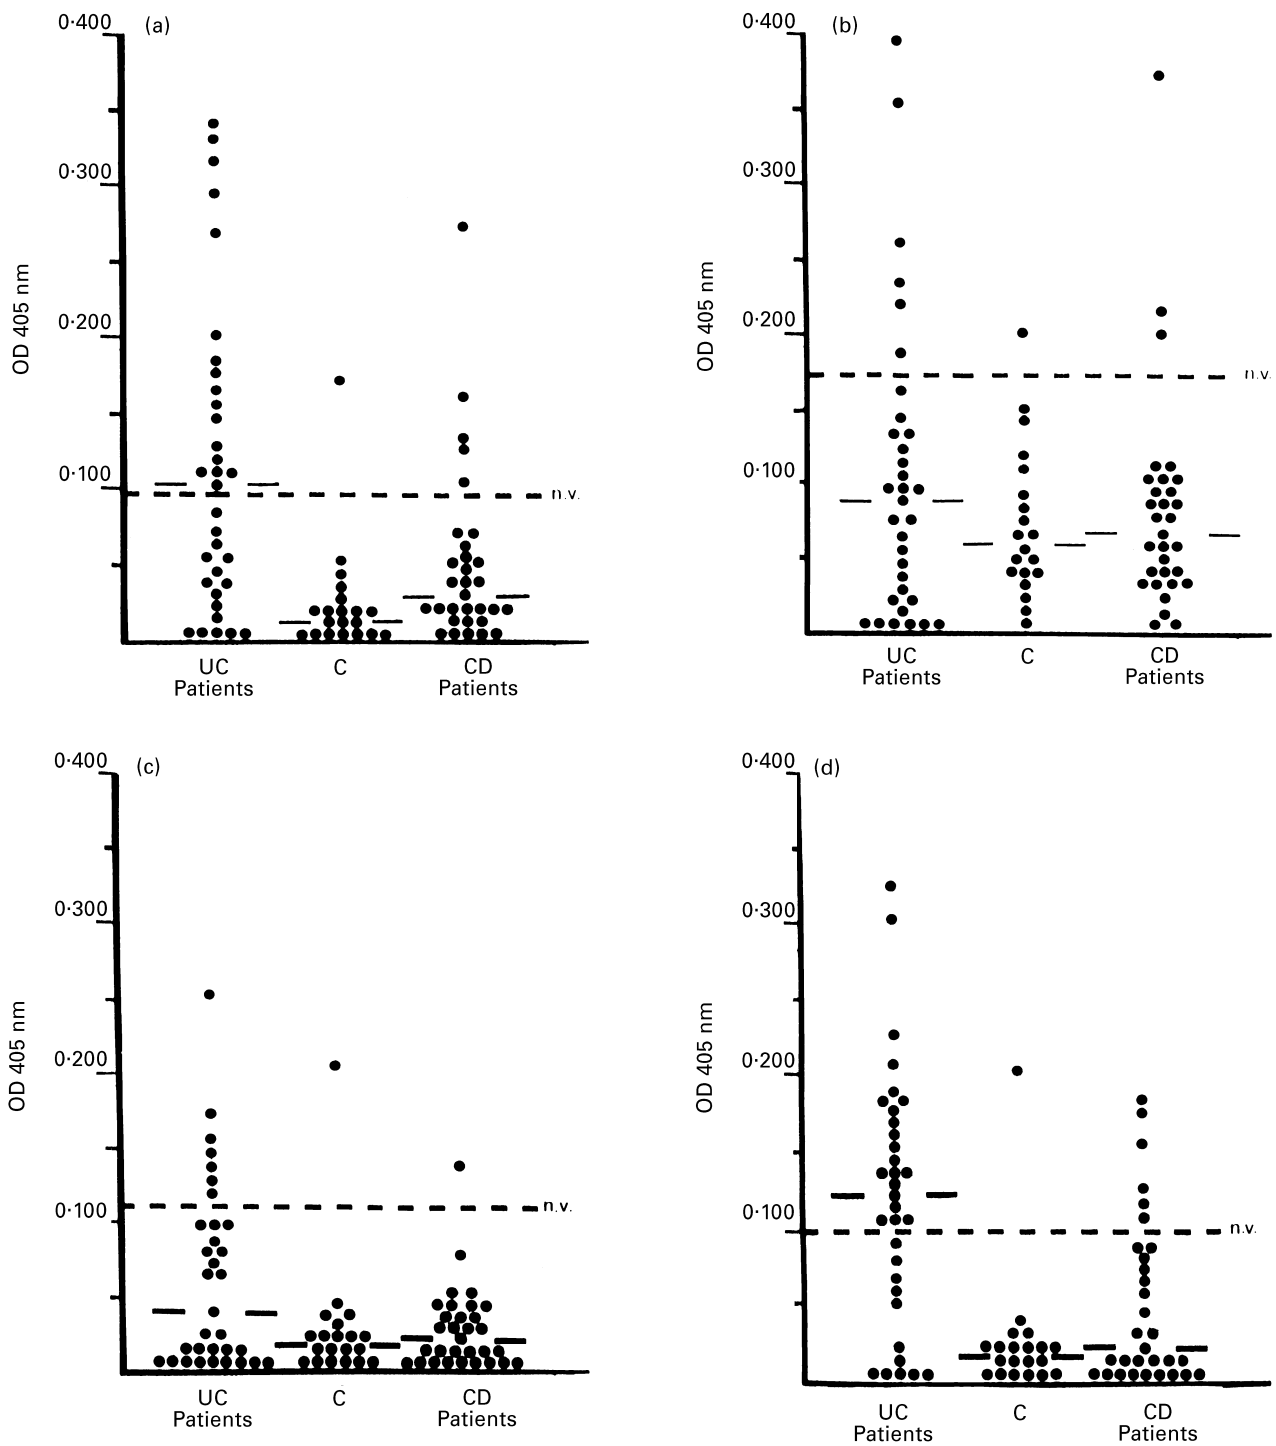 (a)
0·400
0·300
0·200
0·100
OD 405 nm
n.v.
UC
Patients
C
CD
Patients
(b)
0·400
0·300
0·200
0·100
OD 405 nm
n.v.
UC
Patients
C
CD
Patients
(c)
0·400
0·300
0·200
0·100
OD 405 nm
n.v.
UC
Patients
C
CD
Patients
(d)
0·400
0·300
0·200
0·100
OD 405 nm
n.v.
UC
Patients
C
CD
Patients